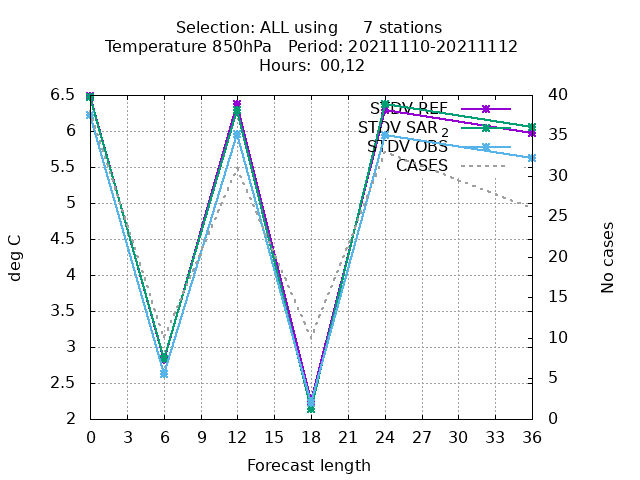 Selection: ALL using 7 stations
Temperature 850hPa Period: 20211110-20211112
Hours: 00,12
6.5
6
5.5
5
4.5
4
3.5
3
2.5
2
deg C
40
35
30
25
20
15
10
5
0
No cases
STDV REF
STDV SAR 2
STDV OBS
CASES
0 3 6 9 12 15 18 21 24 27 30 33 36
Forecast length